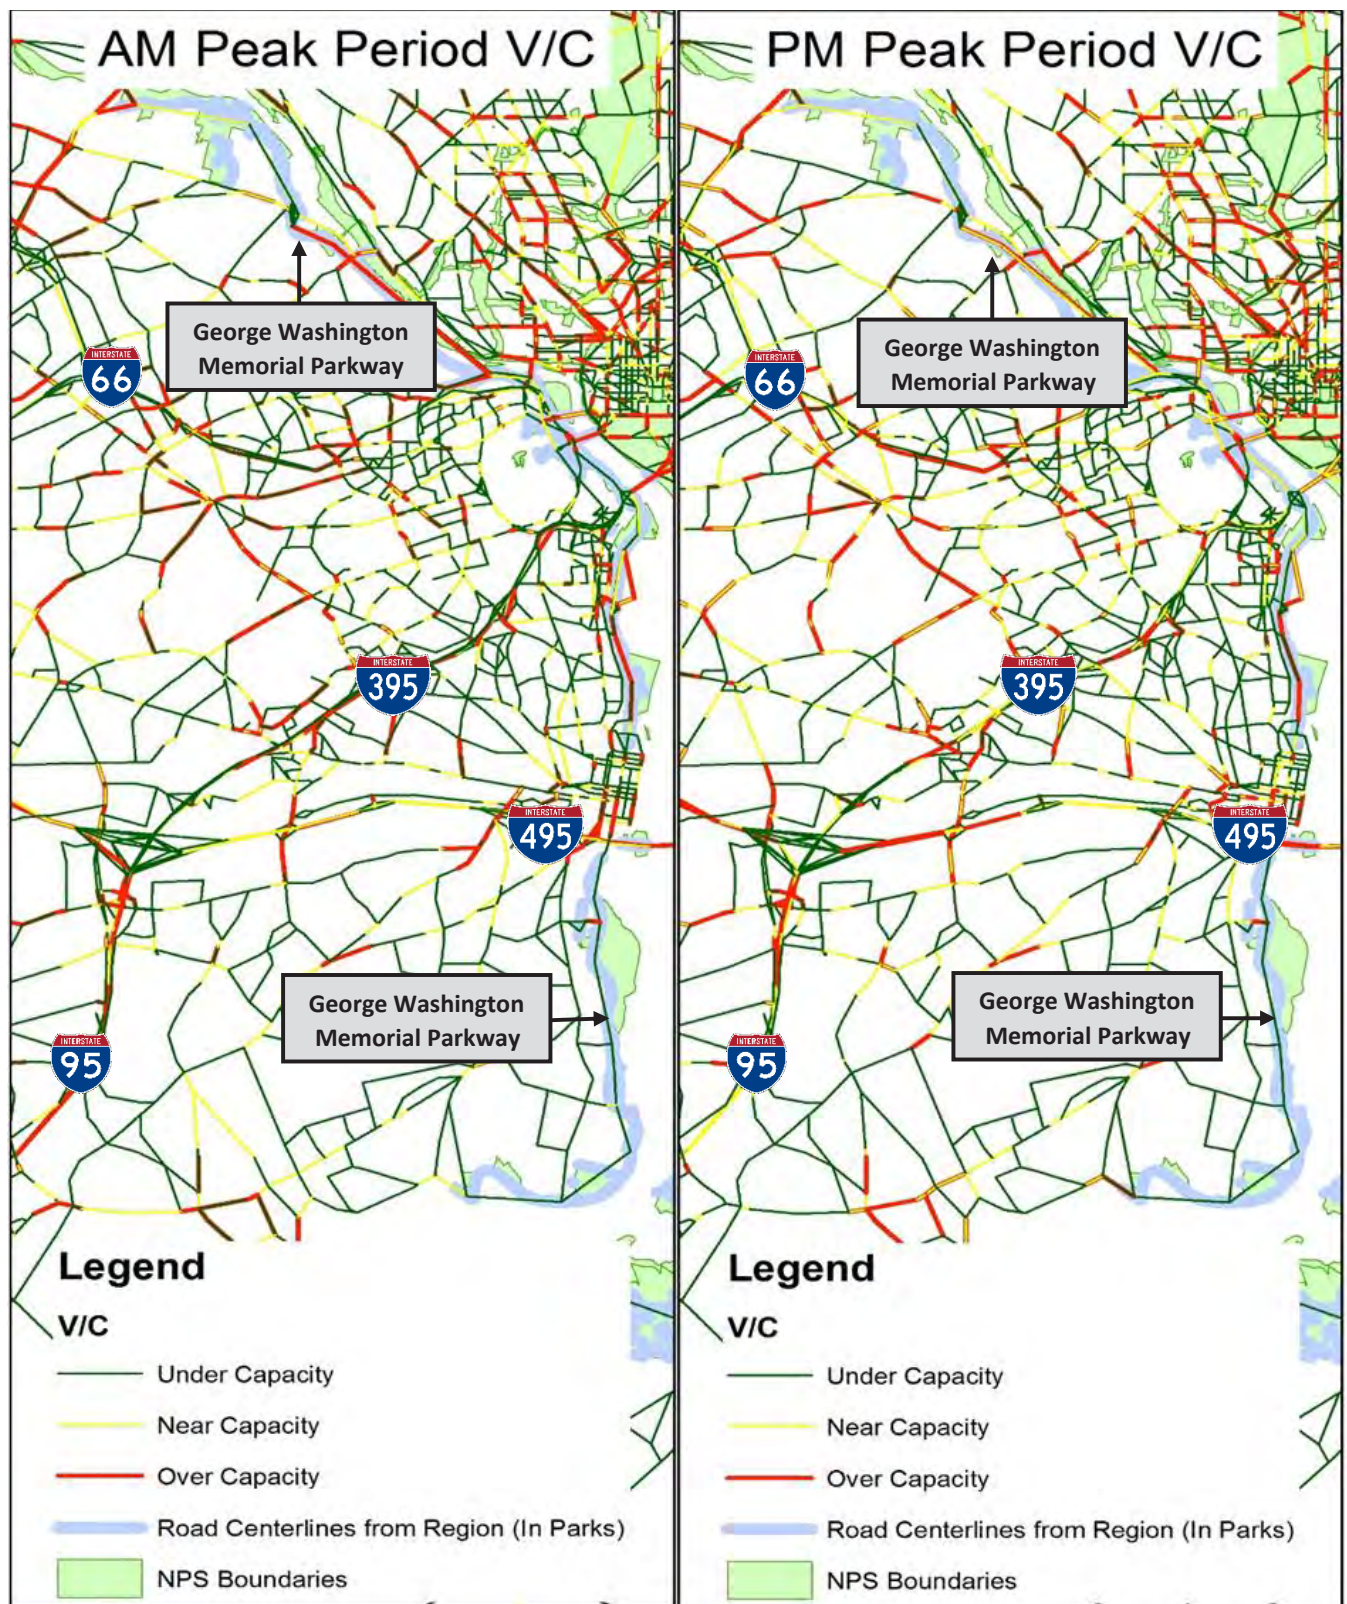 AM Peak Period V/C
George Washington
Memorial Parkway
INTERSTATE
66
INTERSTATE
395
INTERSTATE
495
George Washington
Memorial Parkway
INTERSTATE
95
Legend
V/C
Under Capacity
Near Capacity
Over Capacity
Road Centerlines from Region (In Parks)
NPS Boundaries
PM Peak Period V/C
George Washington
Memorial Parkway
INTERSTATE
66
INTERSTATE
395
INTERSTATE
495
George Washington
Memorial Parkway
INTERSTATE
95
Legend
V/C
Under Capacity
Near Capacity
Over Capacity
Road Centerlines from Region (In Parks)
NPS Boundaries